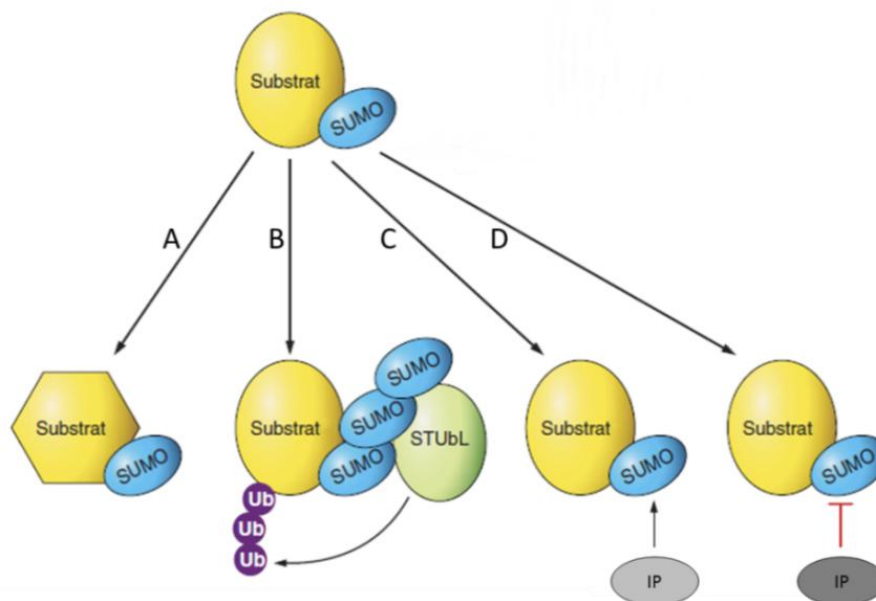 Substrat
SUMO
A
B
C
D
SUMO
Substrat
SUMO
Substrat
SUMO
SUMO
STUbL
Substrat
SUMO
Substrat
SUMO
Ub
Ub
Ub
IP
IP